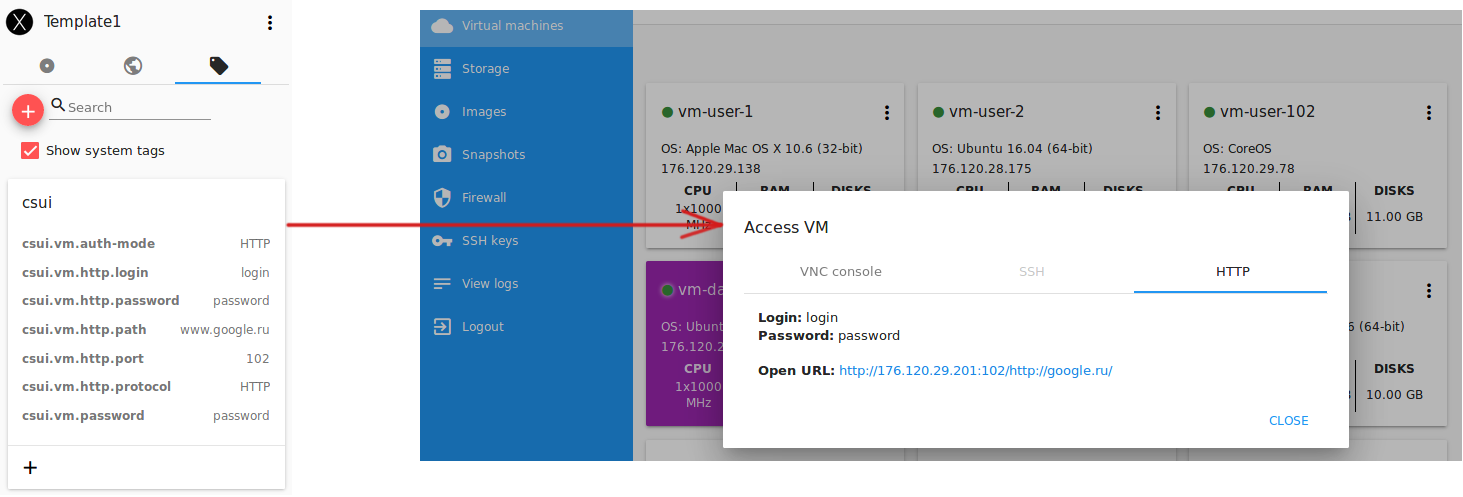 X Template1
Search
Show system tags
csui
csui.vm.auth-mode HTTP
csui.vm.http.login login
csui.vm.http.password password
csui.vm.http.path www.google.ru
csui.vm.http.port 102
csui.vm.http.protocol HTTP
csui.vm.password password
+
Virtual machines
Storage
Images
Snapshots
Firewall
SSH keys
View logs
Logout
vm-user-1
OS: Apple Mac OS X 10.6 (32-bit)
176.120.29.138
CPU RAM DISKS
1x1000
MHz
vm-user-2
OS: Ubuntu 16.04 (64-bit)
176.120.28.175
CPU RAM DISKS
vm-user-102
OS: CoreOS
176.120.29.78
CPU RAM DISKS
11.00 GB
vm-da
OS: Ubunt
176.120.2
CPU
1x1000
MHz
6 (64-bit)
DISKS
10.00 GB
Access VM
VNC console SSH HTTP
Login: login
Password: password
Open URL: http://176.120.29.201:102/http://google.ru/
CLOSE